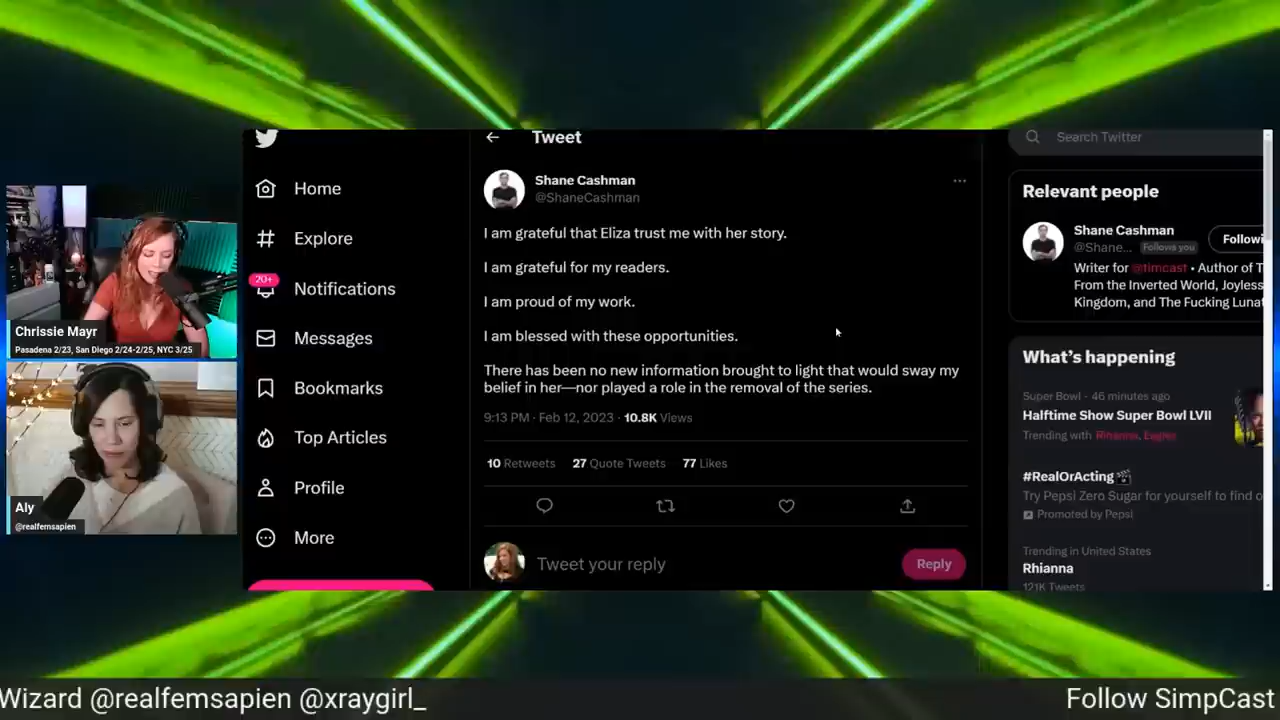 Tweet
Search Twitter
Shane Cashman
@ShaneCashman
I am grateful that Eliza trust me with her story.
I am grateful for my readers.
I am proud of my work.
I am blessed with these opportunities.
There has been no new information brought to light that would sway my
belief in her—nor played a role in the removal of the series.
9:13 PM · Feb 12, 2023 · 10.8K Views
10 Retweets 27 Quote Tweets 77 Likes
Tweet your reply
Reply
Home
Explore
20+
Notifications
Messages
Bookmarks
Top Articles
Profile
More
Relevant people
Shane Cashman
@Shane... Follows you
Followi
Writer for @timcast • Author of T
From the Inverted World, Joyless
Kingdom, and The Fucking Lunat
What's happening
Super Bowl · 46 minutes ago
Halftime Show Super Bowl LVII
Trending with Rihanna, Eagles
#RealOrActing
Try Pepsi Zero Sugar for yourself to find o
Promoted by Pepsi
Trending in United States
Rhianna
121K Tweets
Chrissie Mayr
Pasadena 2/23, San Diego 2/24-2/25, NYC 3/25
Aly
@realfemsapien
Wizard @realfemsapien @xraygirl_
Follow SimpCast